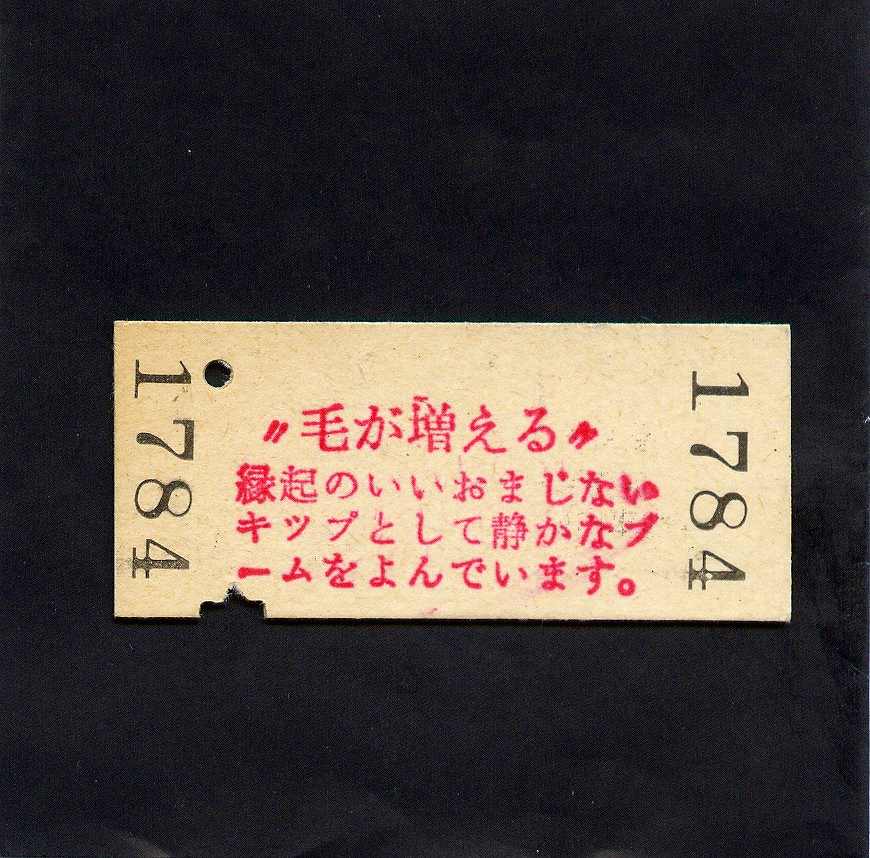 1784
〃毛が増える〃
縁起のいいおまじない
キップとして静かなブ
ームをよんでいます。
1784